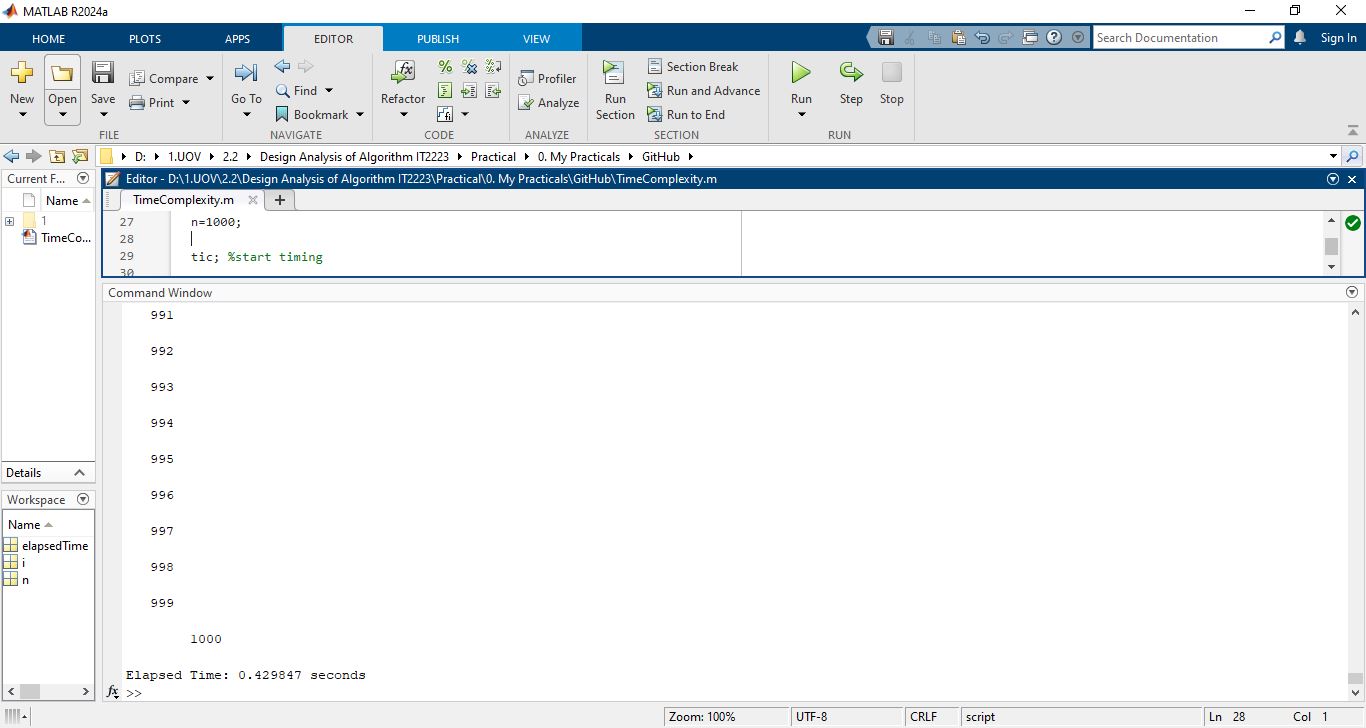 MATLAB R2024a
HOME PLOTS APPS EDITOR PUBLISH VIEW Search Documentation Sign In
New Open Save Compare Print Go To Find Bookmark Refactor Profiler Analyze Run Section Section Break Run and Advance Run to End Run Step Stop
FILE NAVIGATE CODE ANALYZE SECTION RUN
D: 1.UOV 2.2 Design Analysis of Algorithm IT2223 Practical 0. My Practicals GitHub
Current F...
Name
1
TimeCo...
Details
Workspace
Name
elapsedTime
i
n
Editor - D:\1.UOV\2.2\Design Analysis of Algorithm IT2223\Practical\0. My Practicals\GitHub\TimeComplexity.m
TimeComplexity.m
27 n=1000;
28
29 tic; %start timing
30
Command Window
991
992
993
994
995
996
997
998
999
1000
Elapsed Time: 0.429847 seconds
fx >>
Zoom: 100% UTF-8 CRLF script Ln 28 Col 1